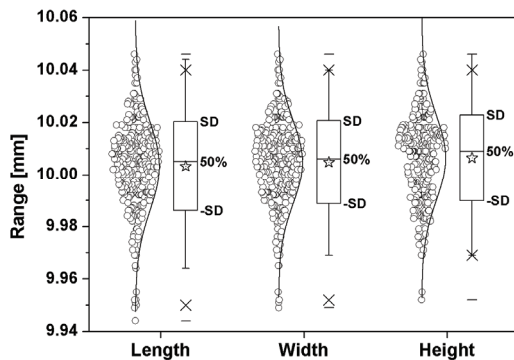 10.06
10.04
10.02
10.00
9.98
9.96
9.94
Range [mm]
SD
50%
-SD
SD
50%
-SD
SD
50%
-SD
Length
Width
Height